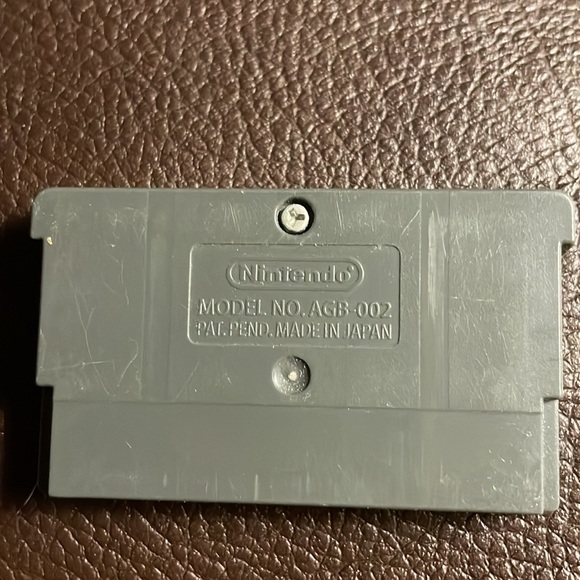 Nintendo®
MODEL NO. AGB-002
PAT. PEND. MADE IN JAPAN